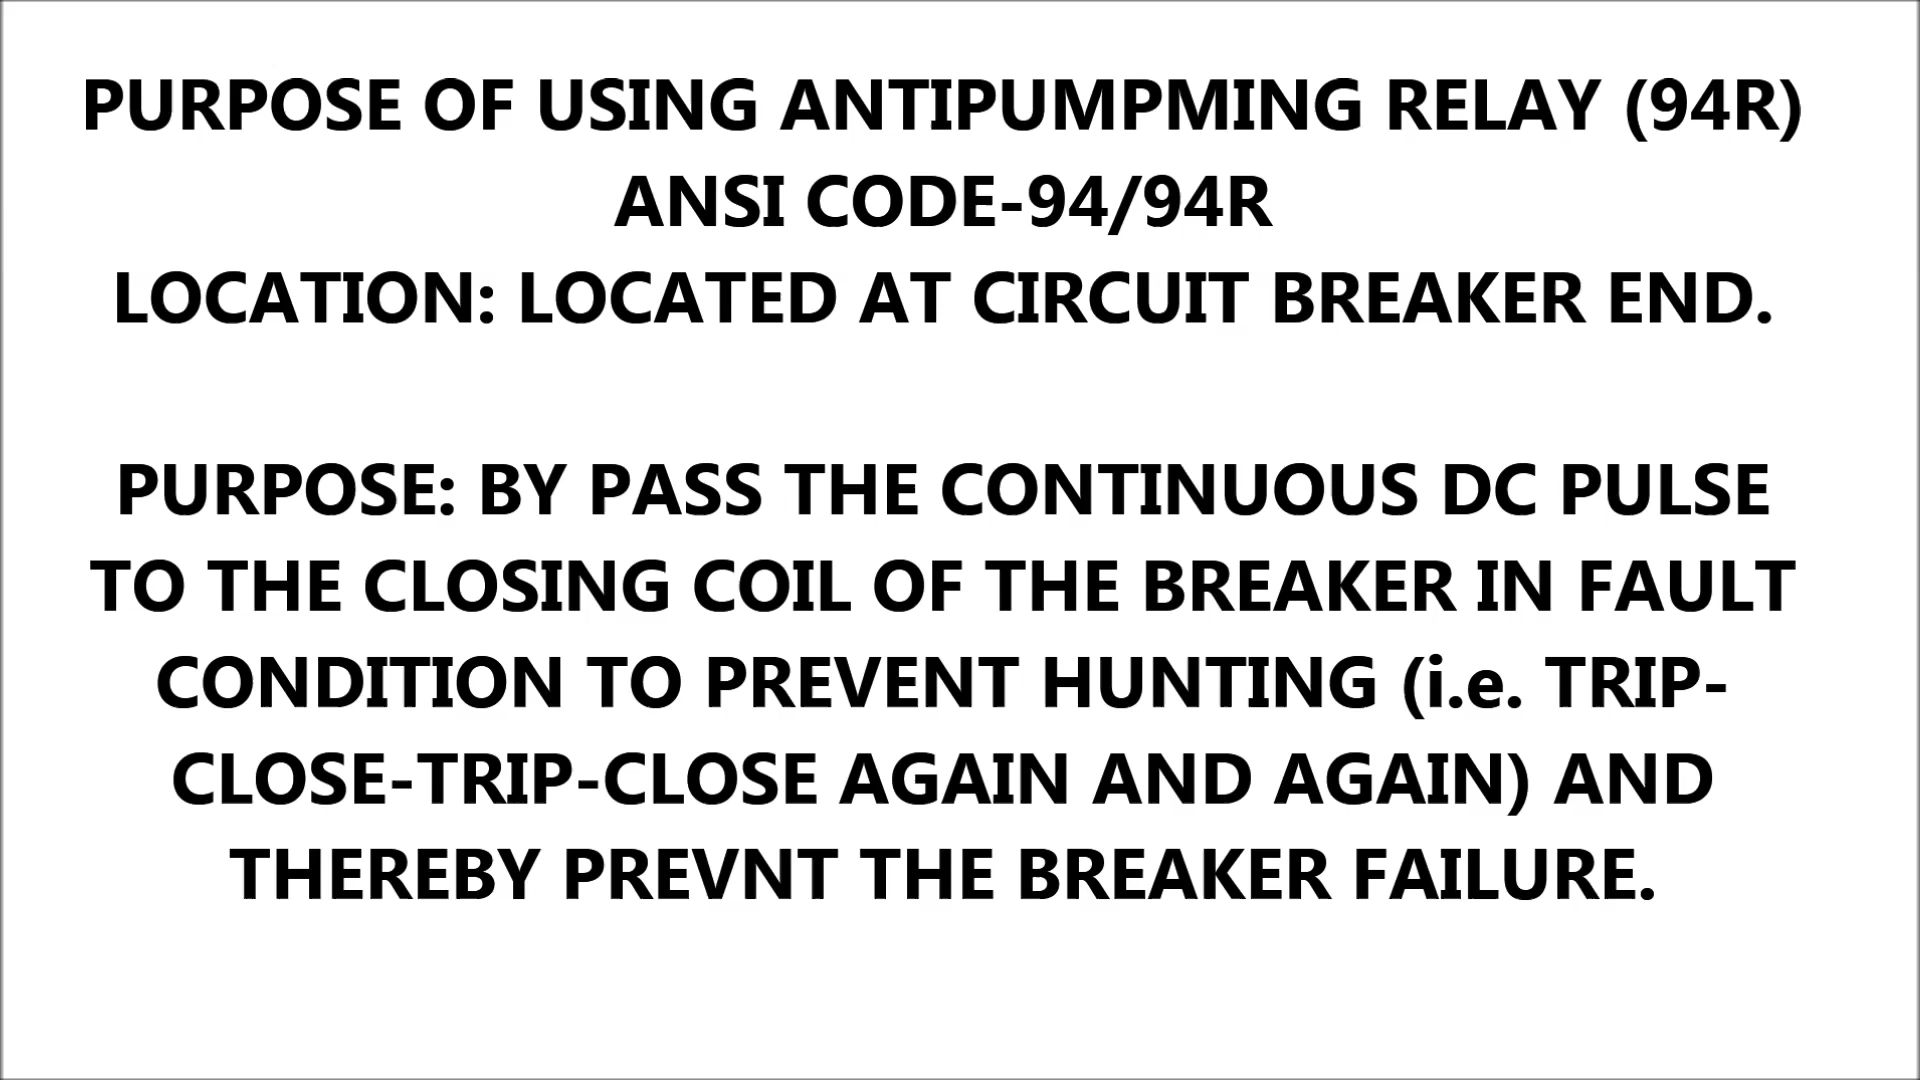 PURPOSE OF USING ANTIPUMPMING RELAY (94R)
ANSI CODE-94/94R
LOCATION: LOCATED AT CIRCUIT BREAKER END.
PURPOSE: BY PASS THE CONTINUOUS DC PULSE
TO THE CLOSING COIL OF THE BREAKER IN FAULT
CONDITION TO PREVENT HUNTING (i.e. TRIP-
CLOSE-TRIP-CLOSE AGAIN AND AGAIN) AND
THEREBY PREVNT THE BREAKER FAILURE.